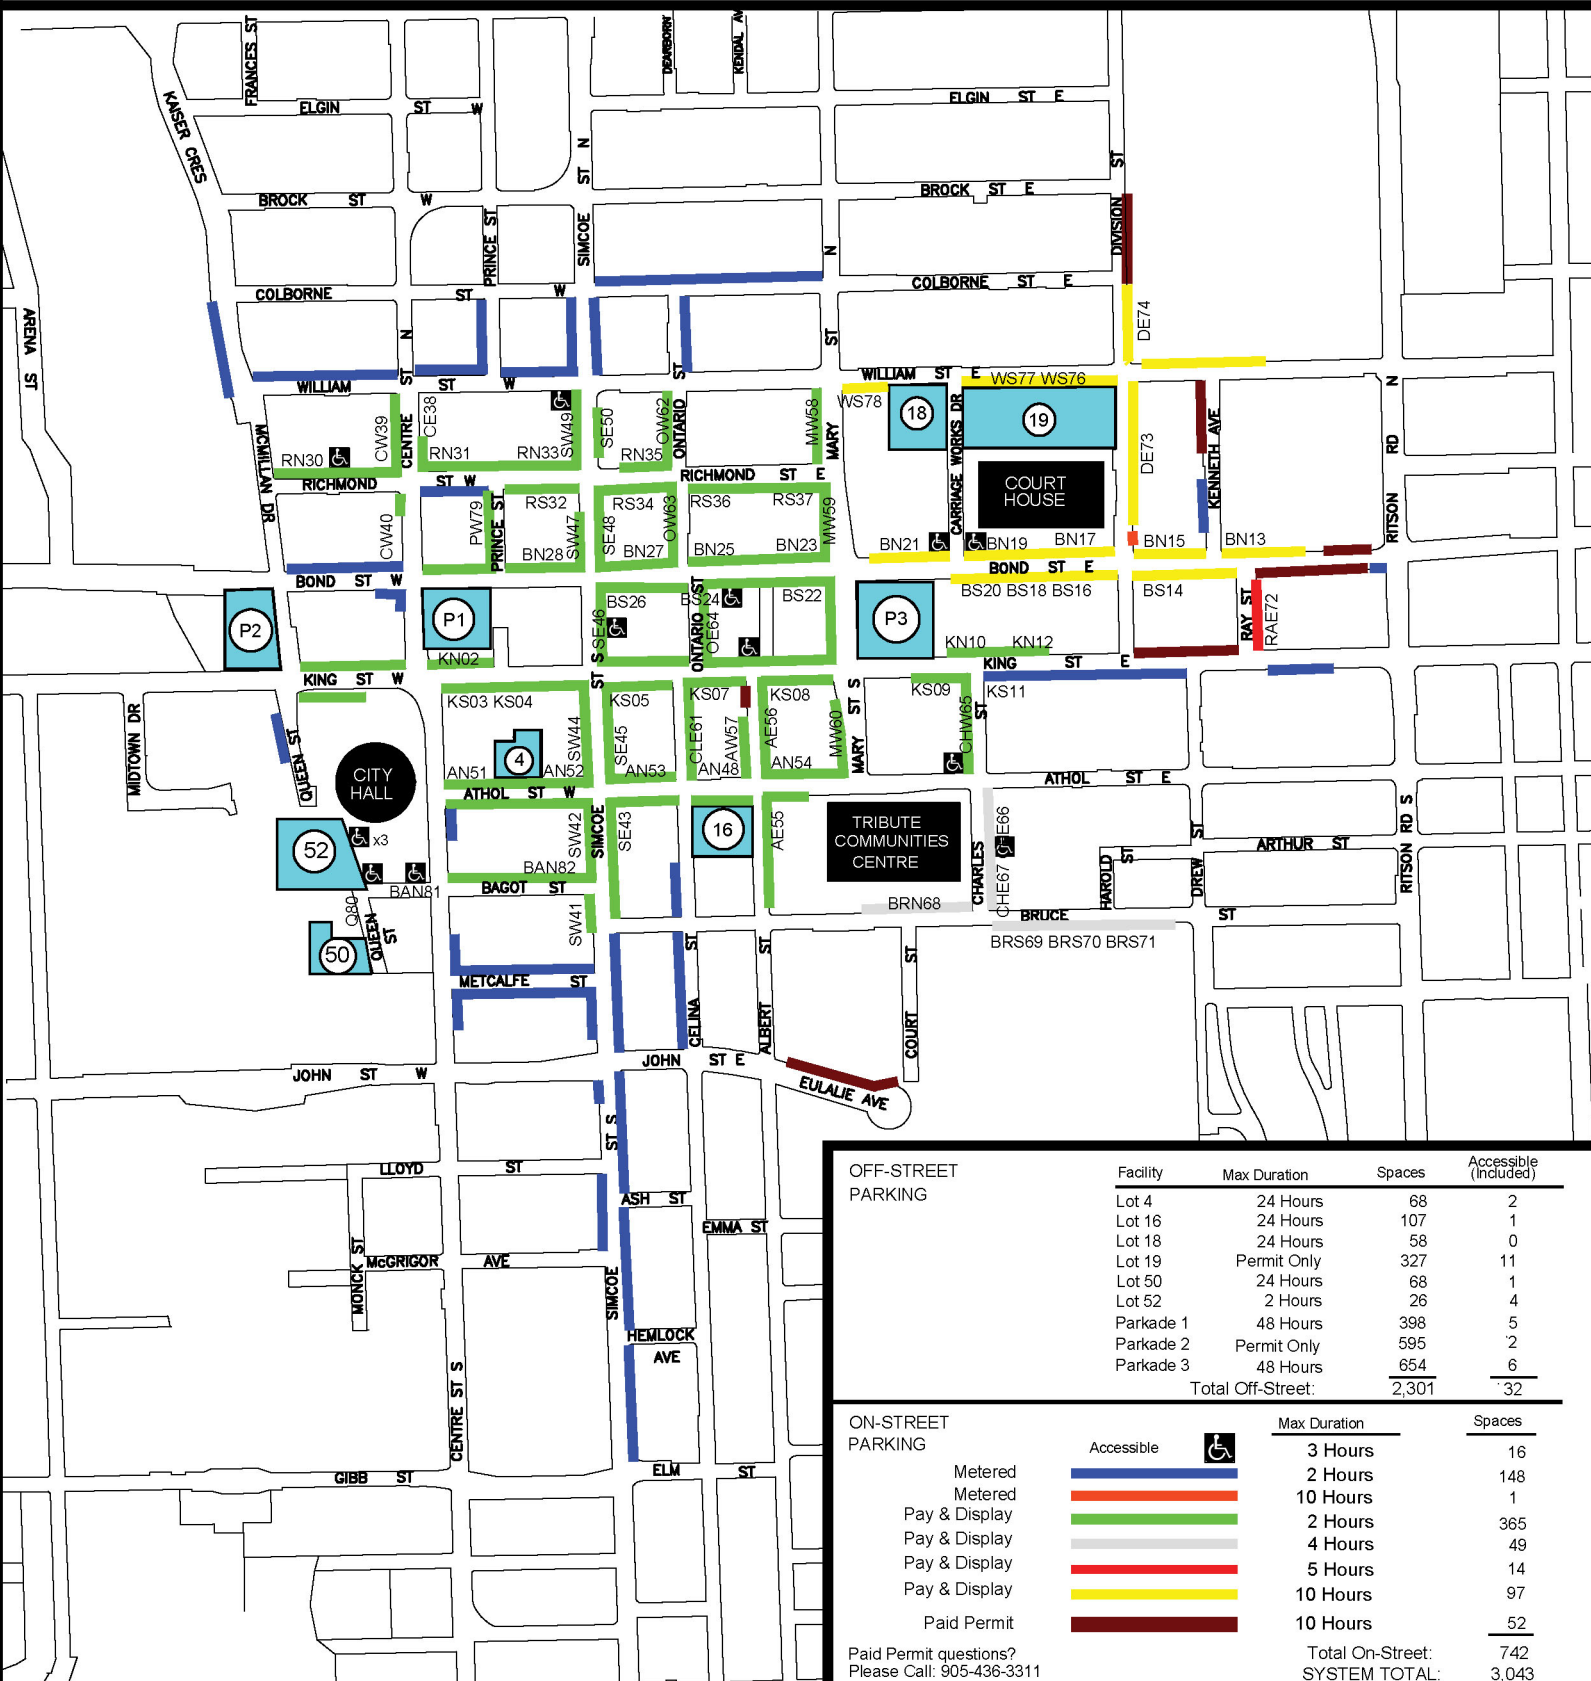 FRANCES ST
DEARBORN
KENDAL AV
KAISER CRES
ELGIN ST W
ELGIN ST E
ST N
ST
BROCK ST W
BROCK ST E
PRINCE ST
SIMCOE
N
DIVISION
COLBORNE ST W
COLBORNE ST E
ARENA ST
N
ST
ST
DE74
WILLIAM ST W
WILLIAM ST E
WS77 WS76
WS78
18
19
N
CW39
CENTRE
ST
CE38
SW49
SE50
OW62
ONTARIO
MW58
MARY
CARRIAGE WORKS DR
DE73
KENNETH AVE
RITSON RD
MCMILLAN DR
RN30
RN31
RN33
RN35
RICHMOND ST W
RICHMOND ST E
COURT
HOUSE
CW40
PW79
PRINCE ST
RS32
SW47
SE48
RS34
OW63
RS36
RS37
MW59
BN28
BN27
BN25
BN23
BN21
BN19
BN17
BN15
BN13
BOND ST W
BOND ST E
P2
P1
P3
BS26
BS24
BS22
BS20 BS18 BS16
BS14
SE46
ONTARIO ST
OE64
RAY ST
RAE72
KN02
KN10
KN12
KING ST W
KING ST E
ST S
KS03 KS04
KS05
KS07
KS08
KS09
KS11
MIDTOWN DR
QUEEN ST
CITY
HALL
4
SW44
SE45
CLE61
AW57
AE56
MW60
MARY ST S
CHW65
ST
AN51
AN52
AN53
AN48
AN54
ATHOL ST W
ATHOL ST E
52
x3
SW42
SIMCOE
SE43
16
AE55
TRIBUTE
COMMUNITIES
CENTRE
CHARLES
E66
CHE67
HAROLD ST
DREW ST
ARTHUR ST
RITSON RD S
BAN82
BAN81
BAGOT ST
Q80
QUEEN ST
50
SW41
BRN68
BRUCE ST
BRS69 BRS70 BRS71
METCALFE ST
CELINA ST
ALBERT ST
COURT ST
JOHN ST W
JOHN ST E
EULALIE AVE
ST S
LLOYD ST
ASH ST
EMMA ST
MONCK ST
McGRIGOR AVE
SIMCOE
HEMLOCK
AVE
CENTRE ST S
GIBB ST
ELM ST
OFF-STREET
PARKING
Facility Max Duration Spaces Accessible (Included)
Lot 4 24 Hours 68 2
Lot 16 24 Hours 107 1
Lot 18 24 Hours 58 0
Lot 19 Permit Only 327 11
Lot 50 24 Hours 68 1
Lot 52 2 Hours 26 4
Parkade 1 48 Hours 398 5
Parkade 2 Permit Only 595 2
Parkade 3 48 Hours 654 6
Total Off-Street: 2,301 32
ON-STREET
PARKING
Max Duration Spaces
Accessible 3 Hours 16
Metered 2 Hours 148
Metered 10 Hours 1
Pay & Display 2 Hours 365
Pay & Display 4 Hours 49
Pay & Display 5 Hours 14
Pay & Display 10 Hours 97
Paid Permit 10 Hours 52
Paid Permit questions?
Please Call: 905-436-3311
Total On-Street: 742
SYSTEM TOTAL: 3,043